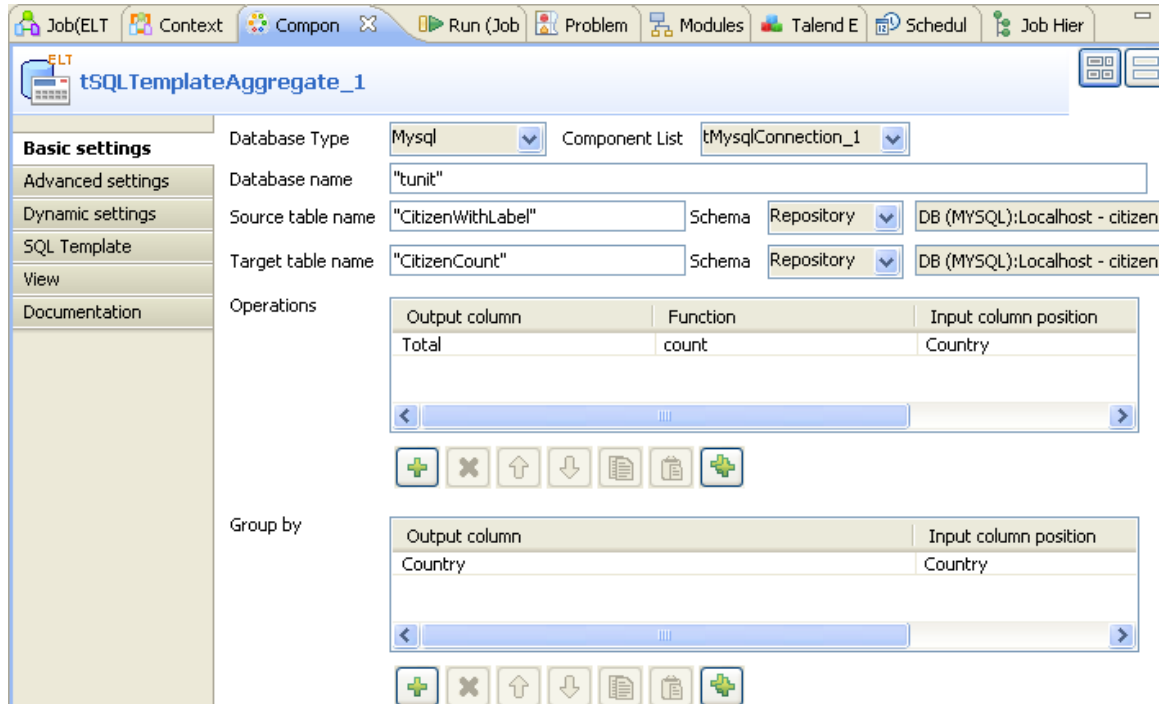 Job(ELT Context Compon Run (Job Problem Modules Talend E Schedul Job Hier
ELT
tSQLTemplateAggregate_1
Basic settings
Advanced settings
Dynamic settings
SQL Template
View
Documentation
Database Type Mysql Component List tMysqlConnection_1
Database name "tunit"
Source table name "CitizenWithLabel" Schema Repository DB (MYSQL):Localhost - citizen
Target table name "CitizenCount" Schema Repository DB (MYSQL):Localhost - citizen
Operations
Output column Function Input column position
Total count Country
Group by
Output column Input column position
Country Country